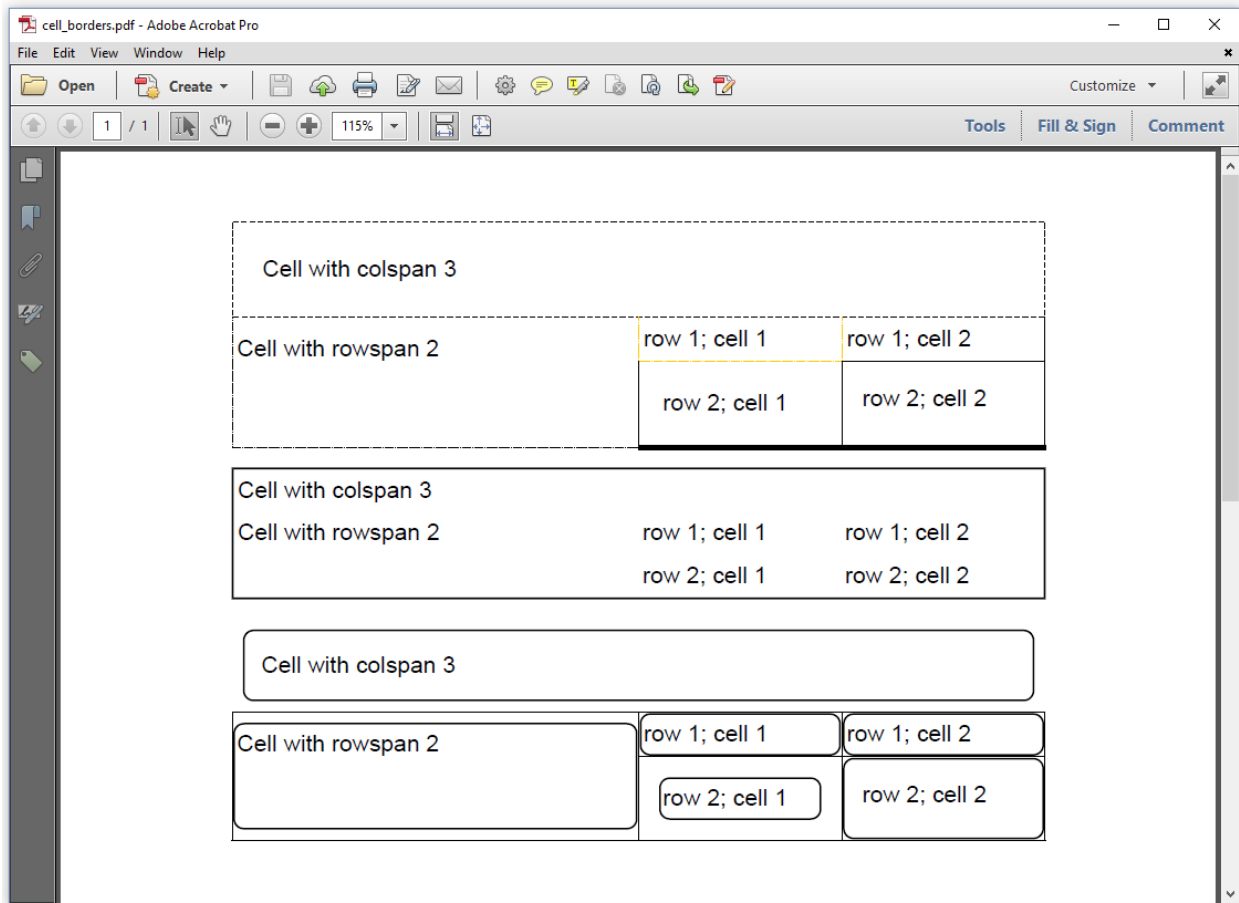 cell_borders.pdf - Adobe Acrobat Pro
File Edit View Window Help
Open Create Customize
1 / 1 115% Tools Fill & Sign Comment
Cell with colspan 3
Cell with rowspan 2 row 1; cell 1 row 1; cell 2
row 2; cell 1 row 2; cell 2
Cell with colspan 3
Cell with rowspan 2 row 1; cell 1 row 1; cell 2
row 2; cell 1 row 2; cell 2
Cell with colspan 3
Cell with rowspan 2 row 1; cell 1 row 1; cell 2
row 2; cell 1 row 2; cell 2